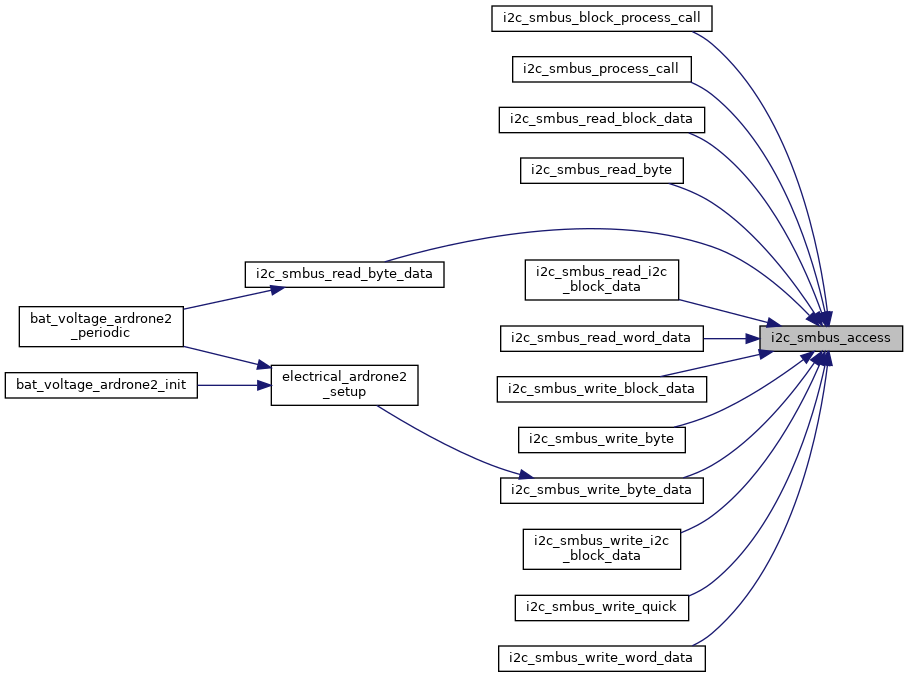 i2c_smbus_block_process_call
i2c_smbus_process_call
i2c_smbus_read_block_data
i2c_smbus_read_byte
i2c_smbus_read_byte_data
i2c_smbus_read_i2c
_block_data
bat_voltage_ardrone2
_periodic
i2c_smbus_read_word_data
i2c_smbus_access
bat_voltage_ardrone2_init
electrical_ardrone2
_setup
i2c_smbus_write_block_data
i2c_smbus_write_byte
i2c_smbus_write_byte_data
i2c_smbus_write_i2c
_block_data
i2c_smbus_write_quick
i2c_smbus_write_word_data